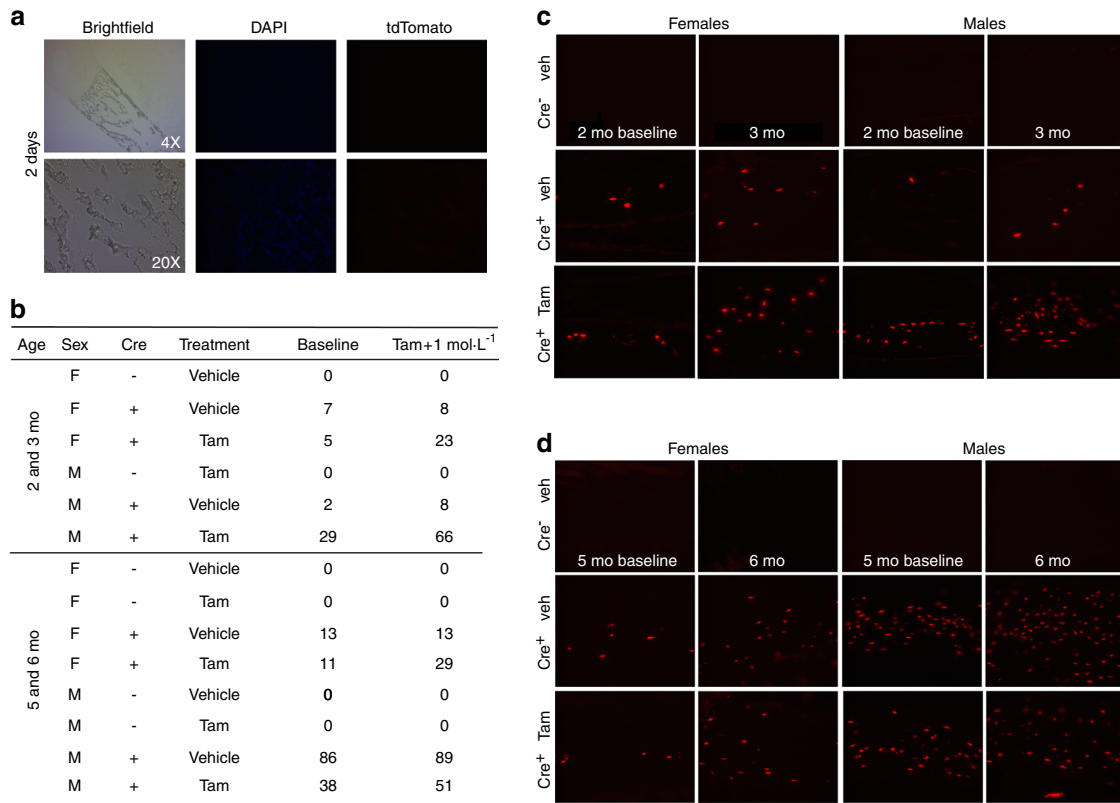 a
Brightfield DAPI tdTomato
2 days
4X
20X
b
Age Sex Cre Treatment Baseline Tam+1 mol·L-1
2 and 3 mo
F - Vehicle 0 0
F + Vehicle 7 8
F + Tam 5 23
M - Tam 0 0
M + Vehicle 2 8
M + Tam 29 66
5 and 6 mo
F - Vehicle 0 0
F - Tam 0 0
F + Vehicle 13 13
F + Tam 11 29
M - Vehicle 0 0
M - Tam 0 0
M + Vehicle 86 89
M + Tam 38 51
c
Females Males
Cre- veh
2 mo baseline 3 mo 2 mo baseline 3 mo
Cre+ veh
Cre+ Tam
d
Females Males
Cre- veh
5 mo baseline 6 mo 5 mo baseline 6 mo
Cre+ veh
Cre+ Tam